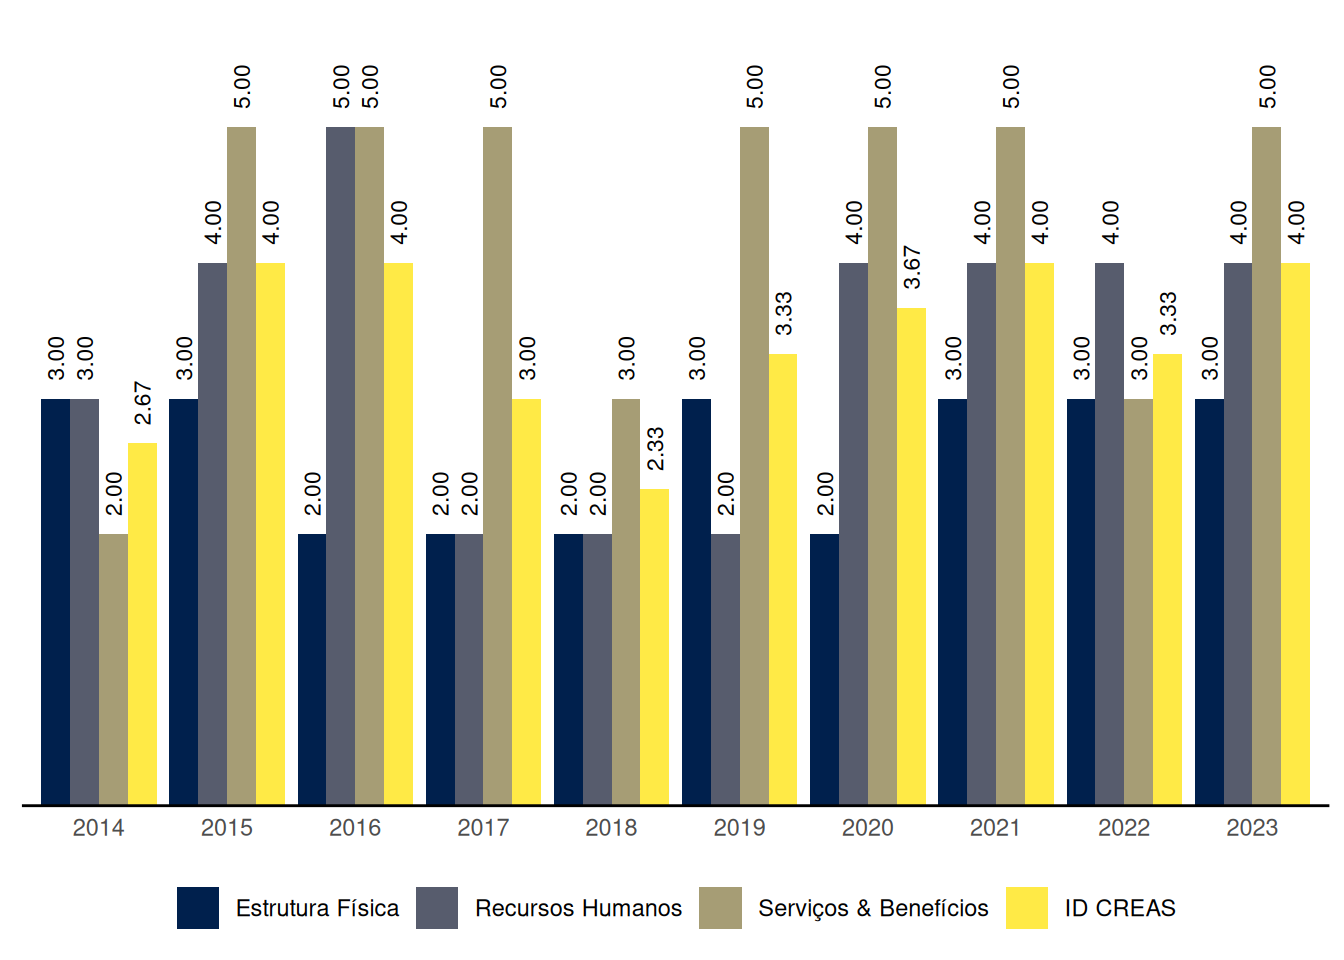 3.00 3.00 2.00 2.67 3.00 4.00 5.00 4.00 2.00 5.00 5.00 4.00 2.00 2.00 5.00 3.00 2.00 2.00 3.00 2.33 3.00 2.00 5.00 3.33 2.00 4.00 5.00 3.67 3.00 4.00 5.00 4.00 3.00 4.00 3.00 3.33 3.00 4.00 5.00 4.00
2014 2015 2016 2017 2018 2019 2020 2021 2022 2023
Estrutura Física Recursos Humanos Serviços & Benefícios ID CREAS